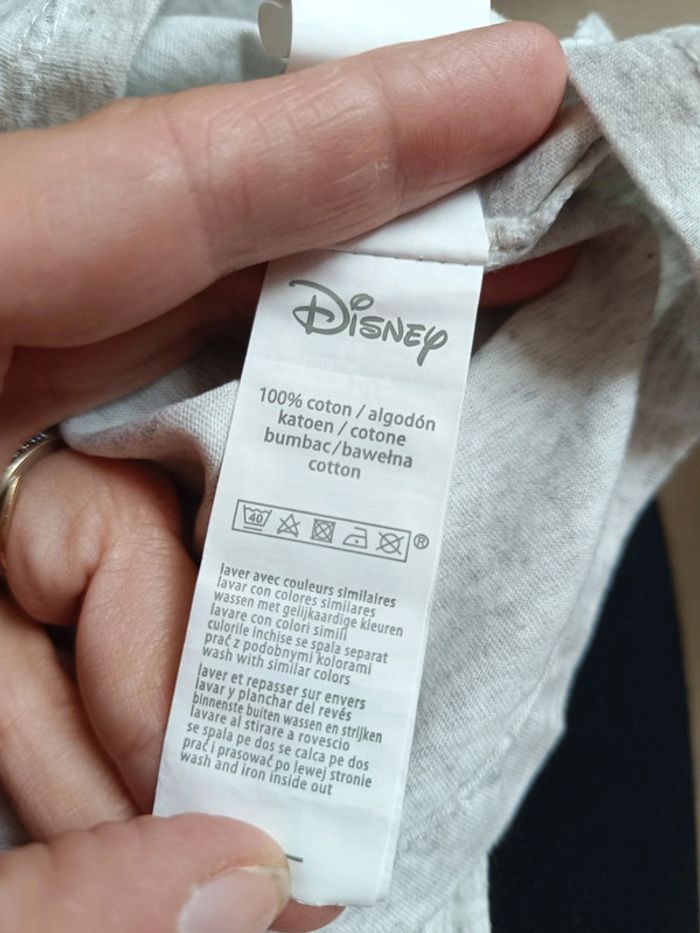 Disney
100% coton / algodón
katoen / cotone
bumbac/bawełna
cotton
40
®
laver avec couleurs similaires
lavar con colores similares
wassen met gelijkaardige kleuren
lavare con colori simili
culorile inchise se spala separat
prać z podobnymi kolorami
wash with similar colors
laver et repasser sur envers
lavar y planchar del revés
binnenste buiten wassen en strijken
lavare al stirare a rovescio
se spala pe dos se calca pe dos
prać i prasować po lewej stronie
wash and iron inside out